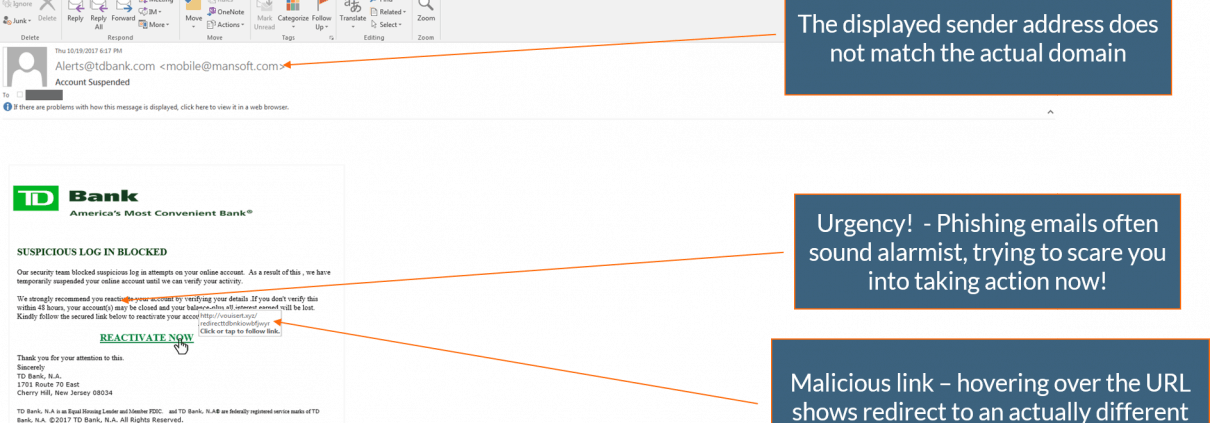 Ignore
Meeting
Rules
Find
Junk
Delete
Reply
Reply All
Forward
IM
More
Move
OneNote
Actions
Mark Unread
Categorize
Follow Up
Translate
Related
Select
Zoom
Delete
Respond
Move
Tags
Editing
Zoom
Thu 10/19/2017 6:17 PM
Alerts@tdbank.com <mobile@mansoft.com>
Account Suspended
To
If there are problems with how this message is displayed, click here to view it in a web browser.
The displayed sender address does
not match the actual domain
TD Bank
America's Most Convenient Bank®
SUSPICIOUS LOG IN BLOCKED
Our security team blocked suspicious log in attempts on your online account. As a result of this , we have
temporarily suspended your online account until we can verify your activity.
We strongly recommend you reactivate your account by verifying your details .If you don't verify this
within 48 hours, your account(s) may be closed and your balance plus all interest earned will be lost.
Kindly follow the secured link below to reactivate your
http://vouisert.xyz/
Click or tap to follow link.
REACTIVATE NOW
Thank you for your attention to this.
Sincerely
TD Bank, N.A.
1701 Route 70 East
Cherry Hill, New Jersey 08034
TD Bank, N.A is an Equal Housing Lender and Member FDIC. and TD Bank, N.A® are federally registered service marks of TD
Bank, N.A. ©2017 TD Bank, N.A. All Rights Reserved.
Urgency! - Phishing emails often
sound alarmist, trying to scare you
into taking action now!
Malicious link – hovering over the URL
shows redirect to an actually different